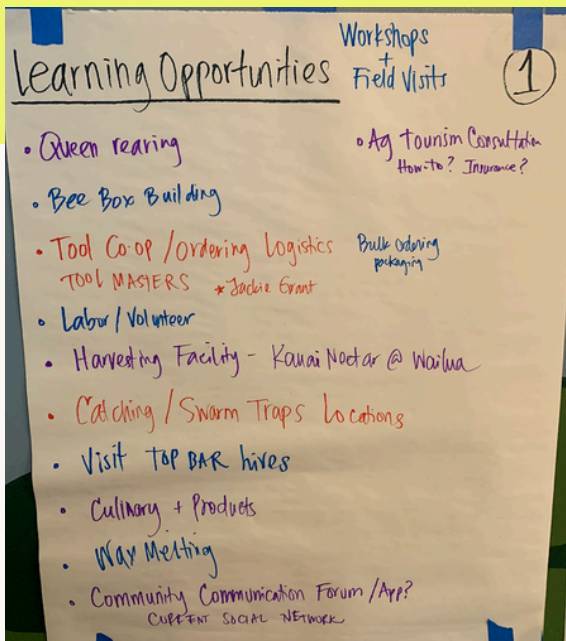 Learning Opportunities
Workshops
+
Field Visits
1
• Queen rearing
• Ag Tourism Consultation
How-to? Insurance?
• Bee Box Building
• Tool Co-op / Ordering Logistics
Bulk ordering
packaging
TOOL MASTERS * Jackie Grant
• Labor / Volunteer
• Harvesting Facility - Kauai Nectar @ Wailua
• Catching / Swarm Traps Locations
• Visit TOP BAR hives
• Culinary + Products
• Wax Melting
• Community Communication Forum / App?
CURRENT SOCIAL NETWORK